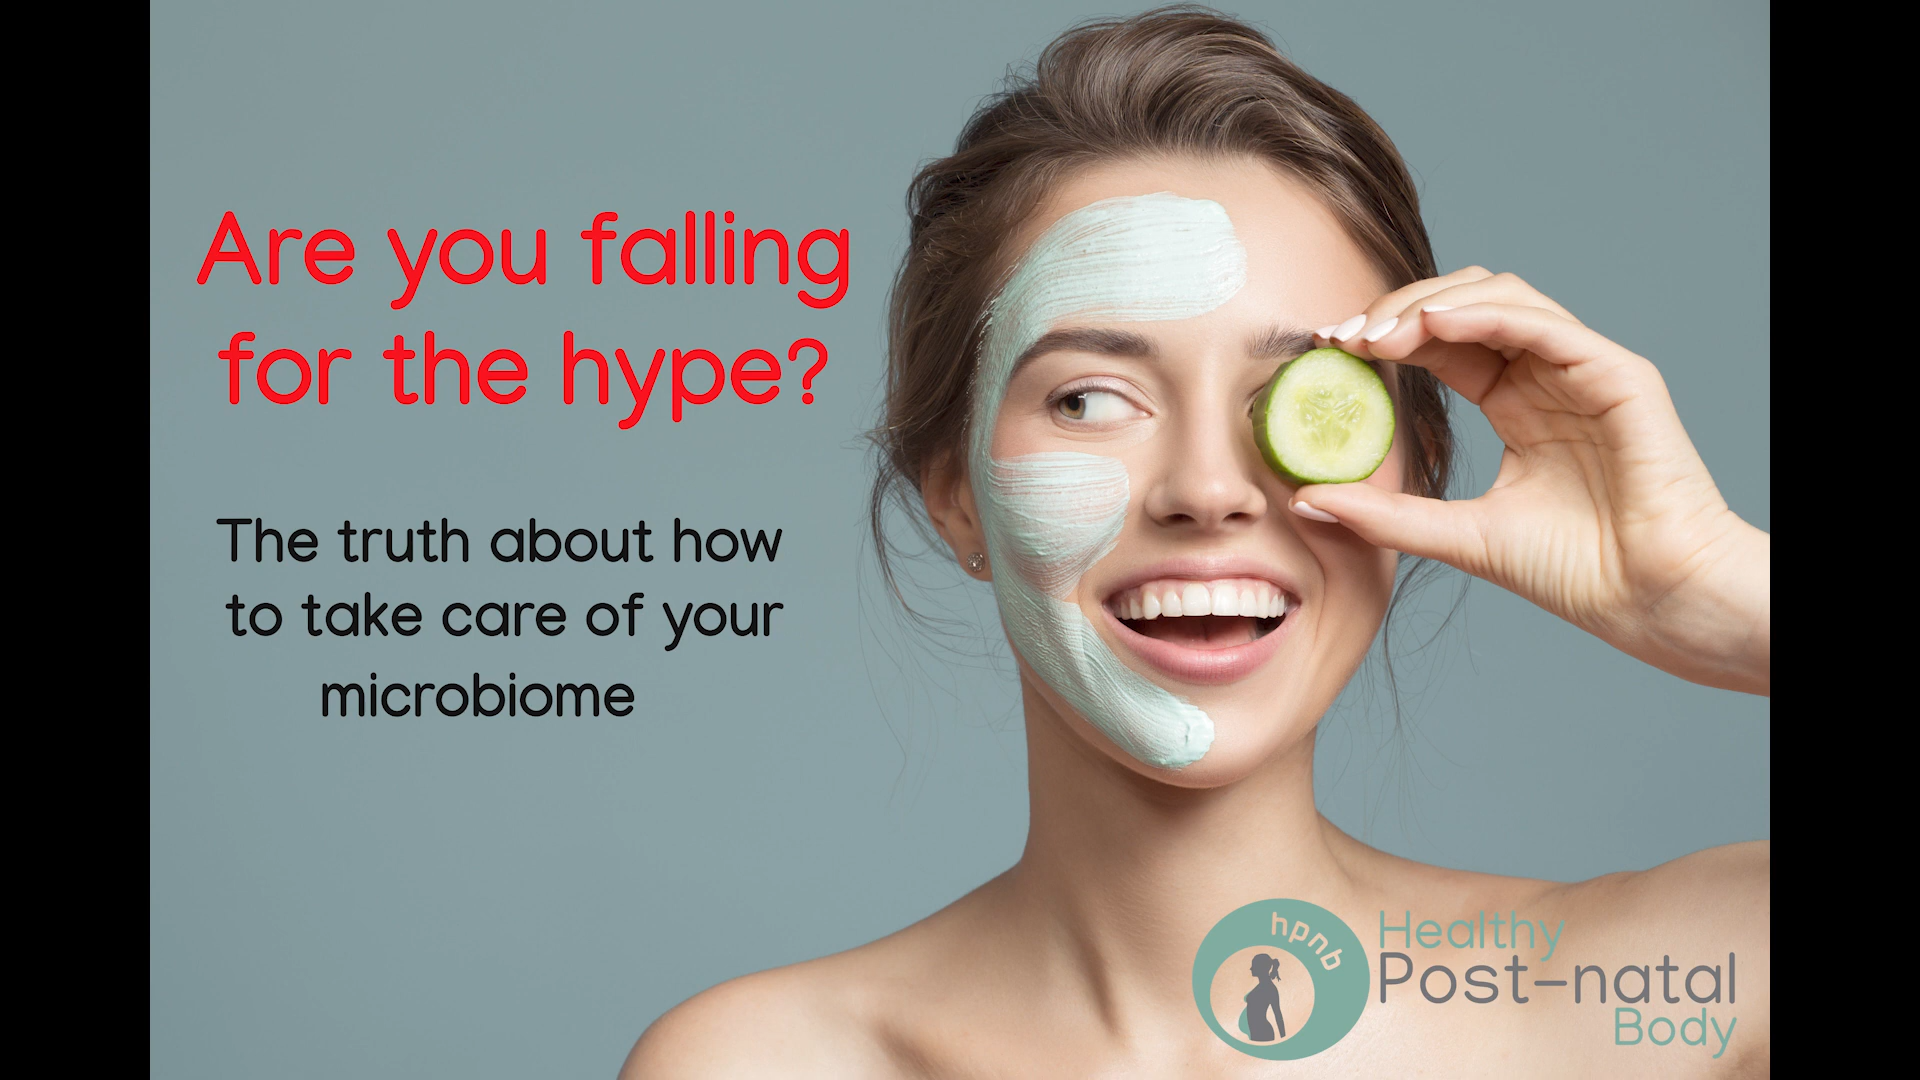 Are you falling
for the hype?
The truth about how
to take care of your
microbiome
hpnb
Healthy
Post-natal
Body